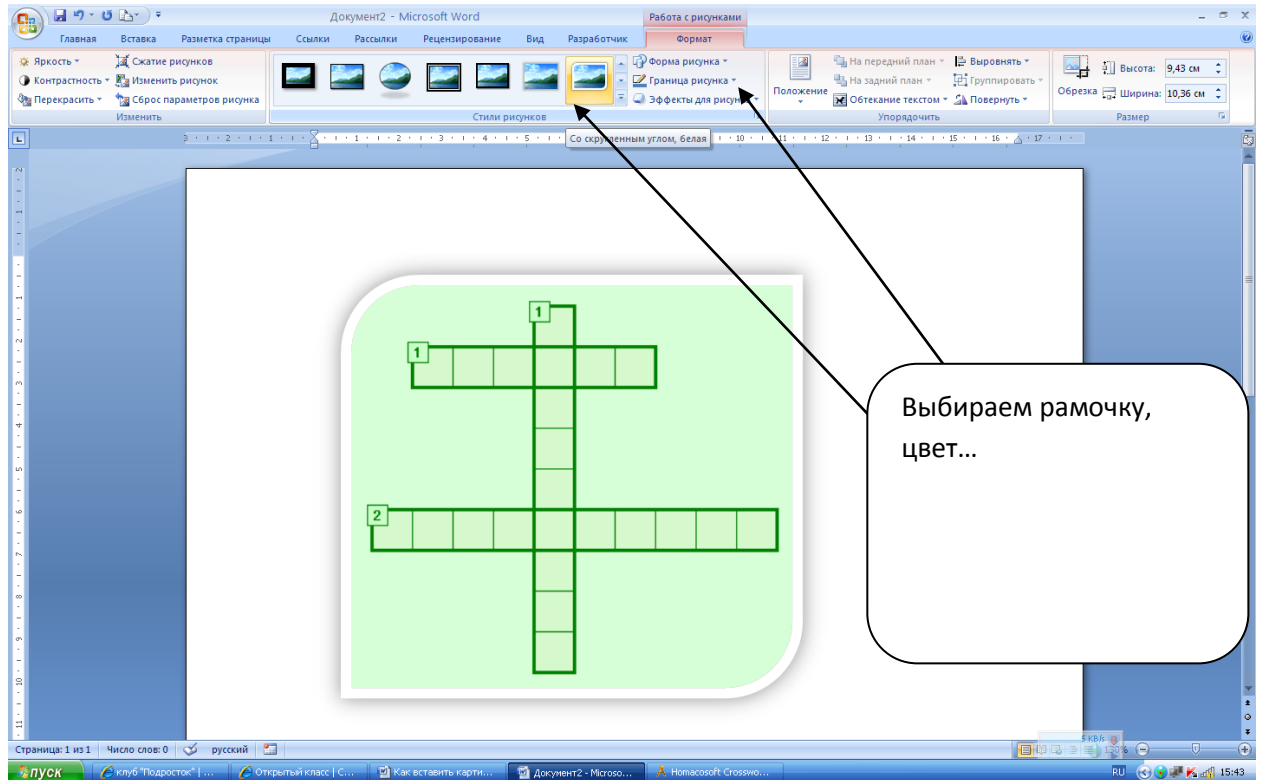 Документ2 - Microsoft Word
Работа с рисунками
Главная Вставка Разметка страницы Ссылки Рассылки Рецензирование Вид Разработчик Формат
Яркость
Контрастность
Перекрасить
Сжатие рисунков
Изменить рисунок
Сброс параметров рисунка
Изменить
Форма рисунка
Граница рисунка
Эффекты для
Стили рисунков
Положение
На передний план
На задний план
Обтекание текстом
Выровнять
Группировать
Повернуть
Упорядочить
Обрезка
Высота: 9,43 см
Ширина: 10,36 см
Размер
Со скругленным углом, белая
1
1
2
Выбираем рамочку,
цвет...
Страница: 1 из 1 Число слов: 0 русский
5 KB/s
пуск
клуб "Подросток" | ...
Открытый класс | С...
Как вставить карти...
Документ2 - Microso...
Homacosoft Crosswo...
RU 15:43